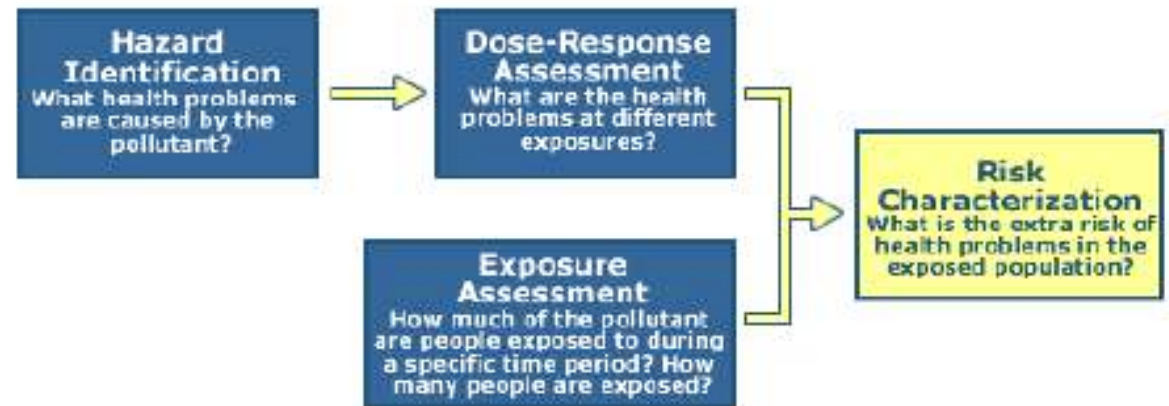 Hazard
Identification
What health problems
are caused by the
pollutant?
Dose-Response
Assessment
What are the health
problems at different
exposures?
Exposure
Assessment
How much of the pollutant
are people exposed to during
a specific time period? How
many people are exposed?
Risk
Characterization
What is the extra risk of
health problems in the
exposed population?